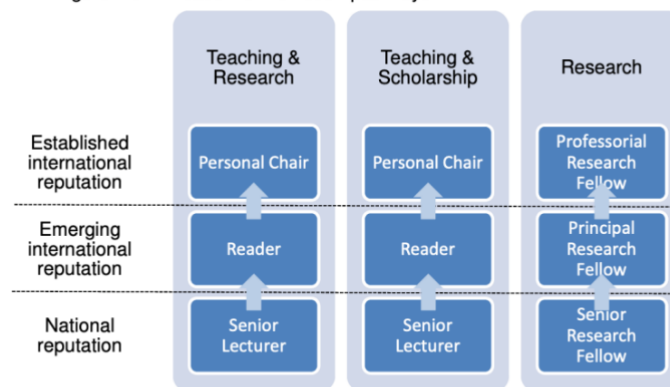 Teaching &
Research
Teaching &
Scholarship
Research
Established
international
reputation
Personal Chair
Personal Chair
Professorial
Research
Fellow
Emerging
international
reputation
Reader
Reader
Principal
Research
Fellow
National
reputation
Senior
Lecturer
Senior
Lecturer
Senior
Research
Fellow